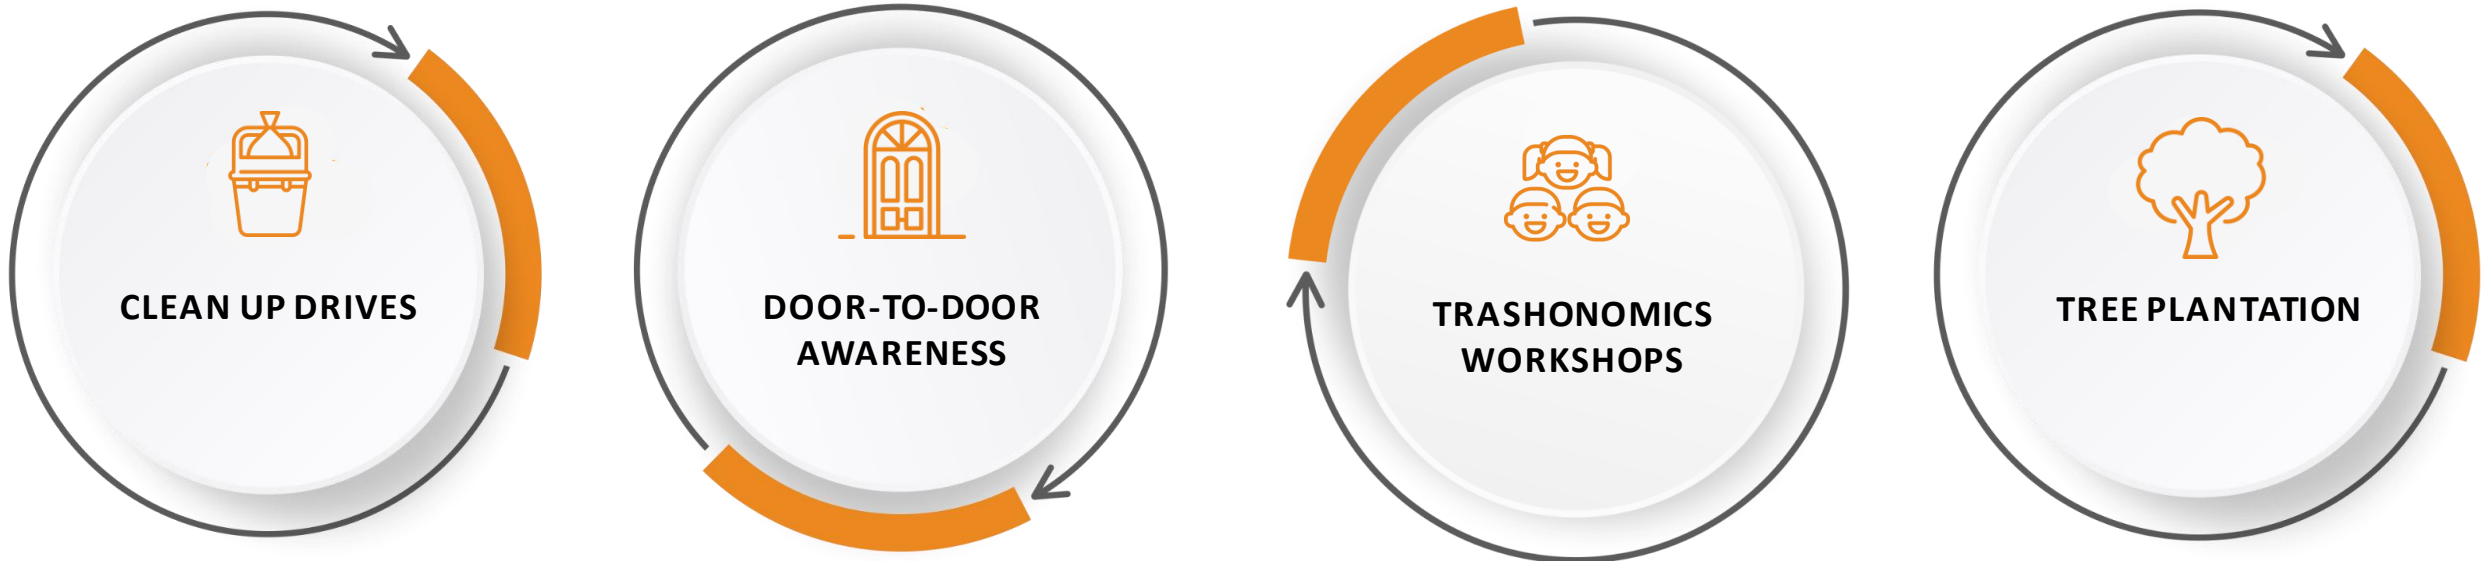 CLEAN UP DRIVES
DOOR-TO-DOOR
AWARENESS
TRASHONOMICS
WORKSHOPS
TREE PLANTATION